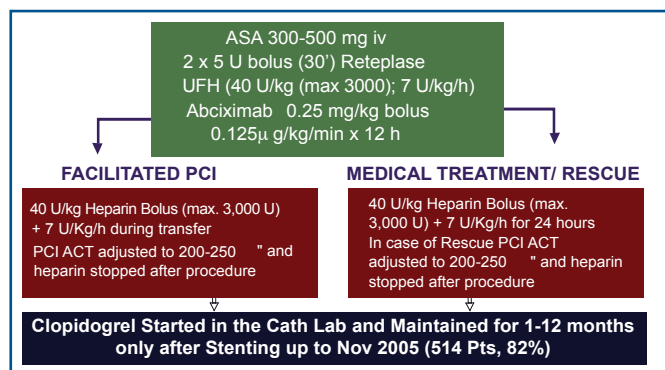 ASA 300-500 mg iv
2 x 5 U bolus (30’) Reteplase
UFH (40 U/kg (max 3000); 7 U/kg/h)
Abciximab 0.25 mg/kg bolus
0.125μ g/kg/min x 12 h
FACILITATED PCI
40 U/kg Heparin Bolus (max. 3,000 U)
+ 7 U/Kg/h during transfer
PCI ACT adjusted to 200-250 " and
heparin stopped after procedure
MEDICAL TREATMENT/ RESCUE
40 U/kg Heparin Bolus (max.
3,000 U) + 7 U/Kg/h for 24 hours
In case of Rescue PCI ACT
adjusted to 200-250 " and heparin
stopped after procedure
Clopidogrel Started in the Cath Lab and Maintained for 1-12 months
only after Stenting up to Nov 2005 (514 Pts, 82%)